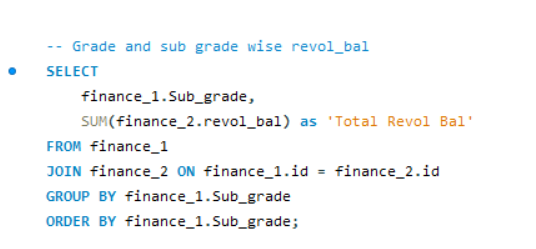 -- Grade and sub grade wise revol_bal
SELECT
finance_1.Sub_grade,
SUM(finance_2.revol_bal) as 'Total Revol Bal'
FROM finance_1
JOIN finance_2 ON finance_1.id = finance_2.id
GROUP BY finance_1.Sub_grade
ORDER BY finance_1.Sub_grade;